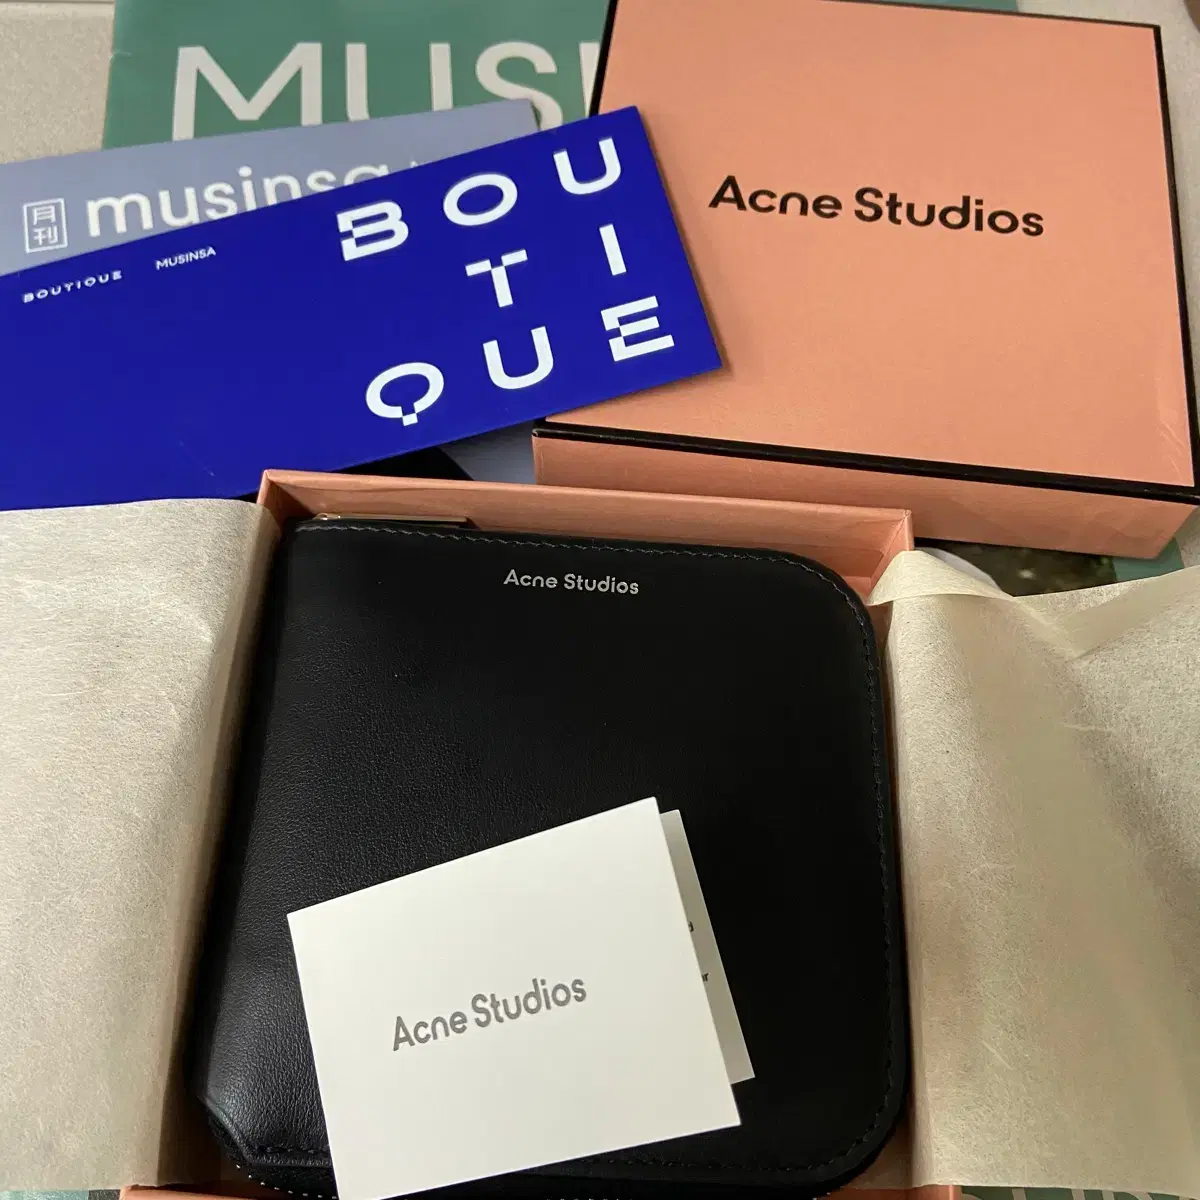 MUSI
Acne Studios
月刊 musinsa
BOUTIQUE MUSINSA
BOU
TI
QUE
Acne Studios
Acne Studios